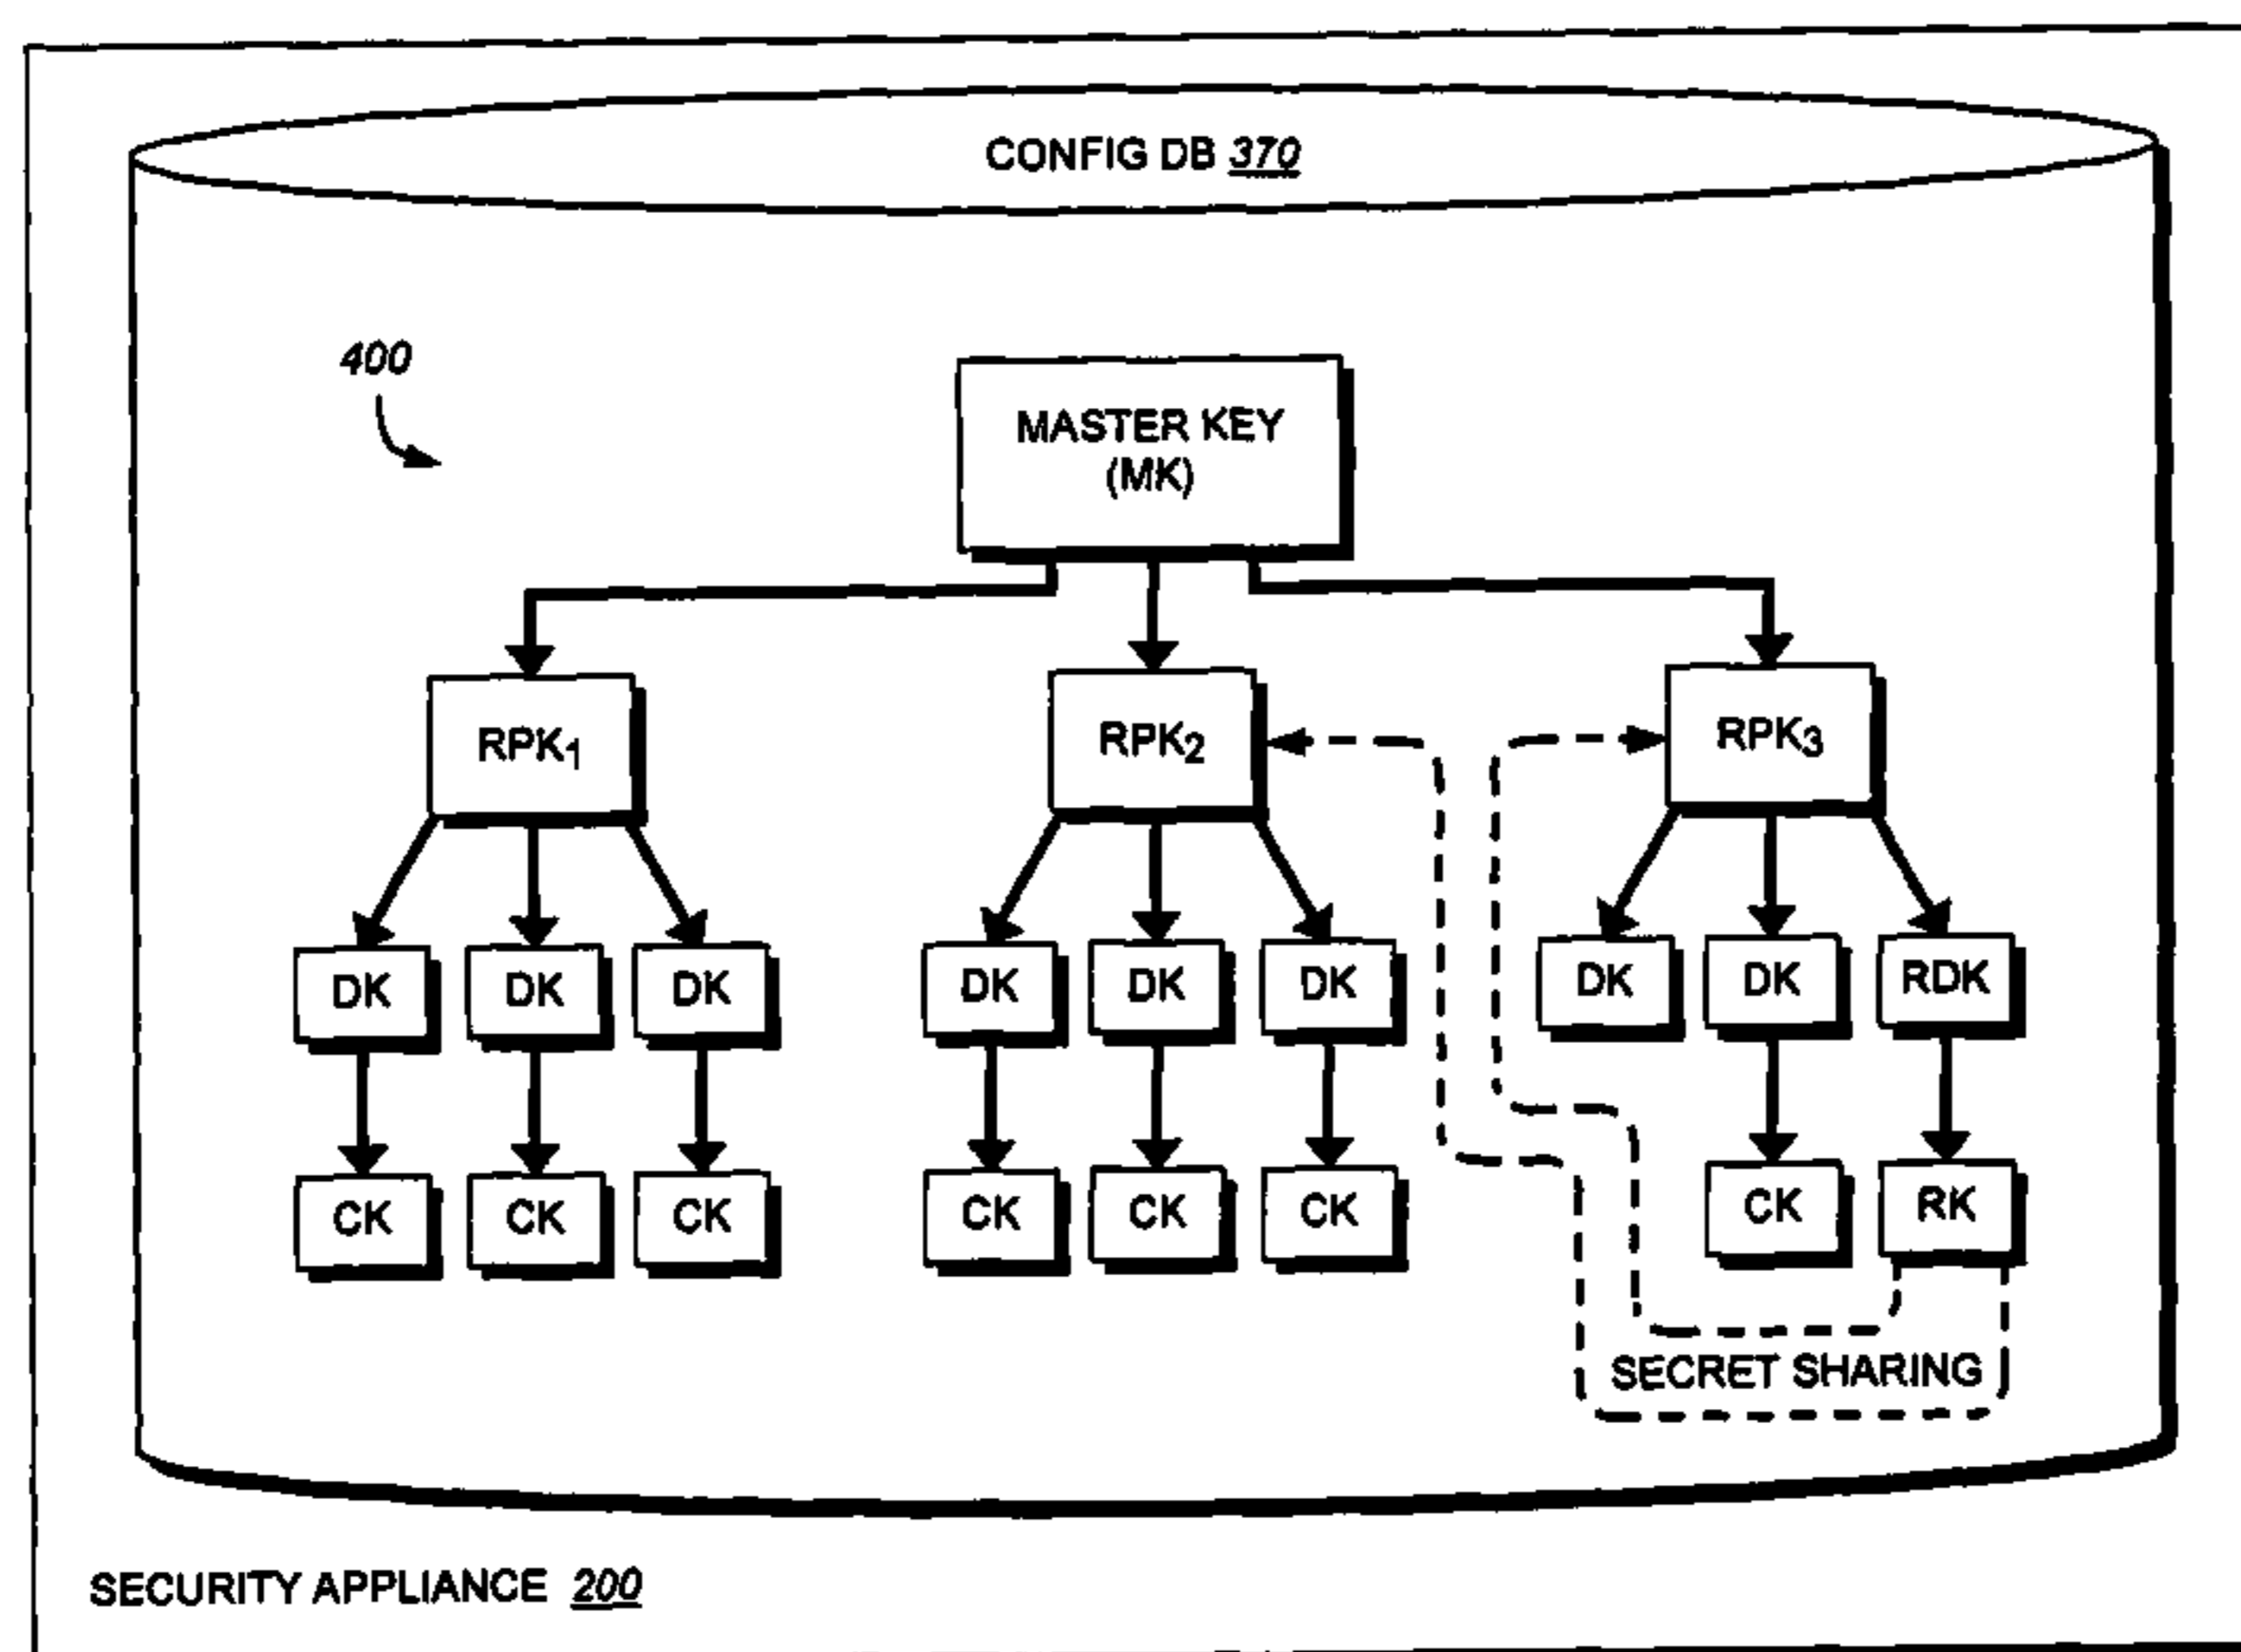 CONFIG DB 370
400
MASTER KEY
(MK)
RPK1
RPK2
RPK3
DK DK DK DK DK DK DK DK RDK
CK CK CK CK CK CK CK RK
SECRET SHARING
SECURITY APPLIANCE 200